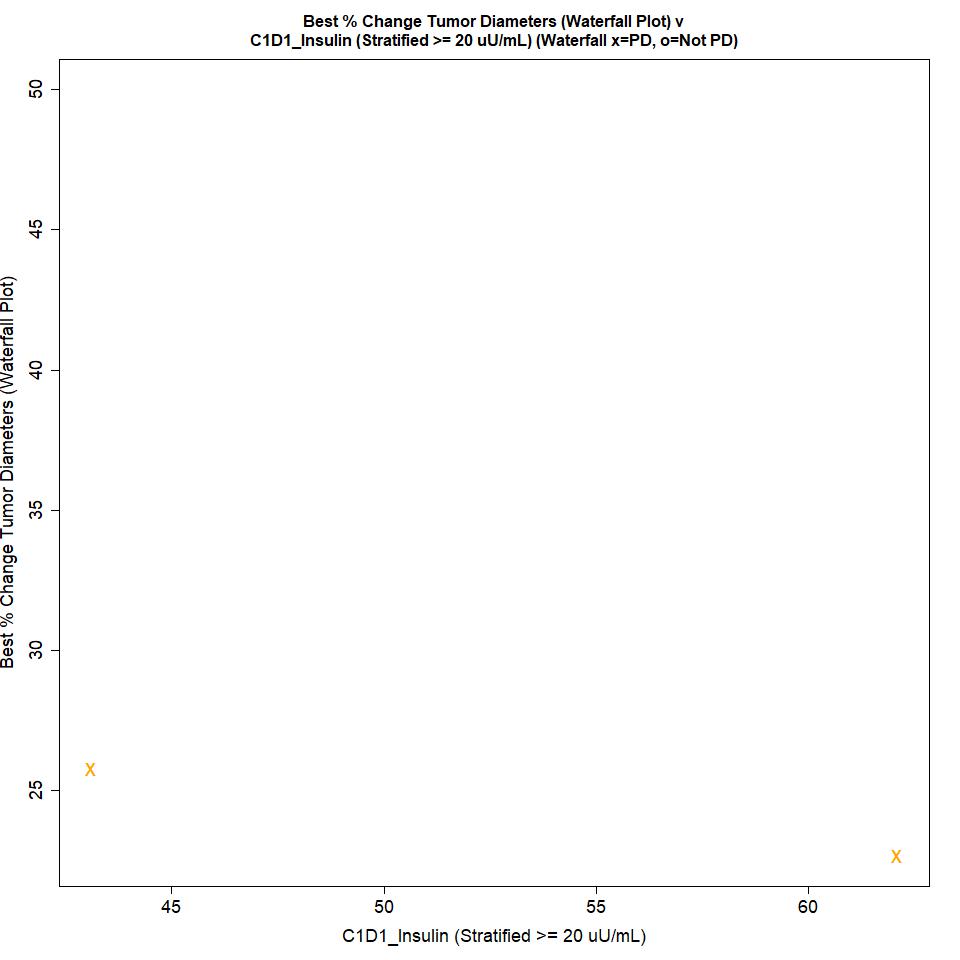 Best % Change Tumor Diameters (Waterfall Plot) v
C1D1_Insulin (Stratified >= 20 uU/mL) (Waterfall x=PD, o=Not PD)
Best % Change Tumor Diameters (Waterfall Plot)
50
45
40
35
30
25
X
X
45
50
55
60
C1D1_Insulin (Stratified >= 20 uU/mL)